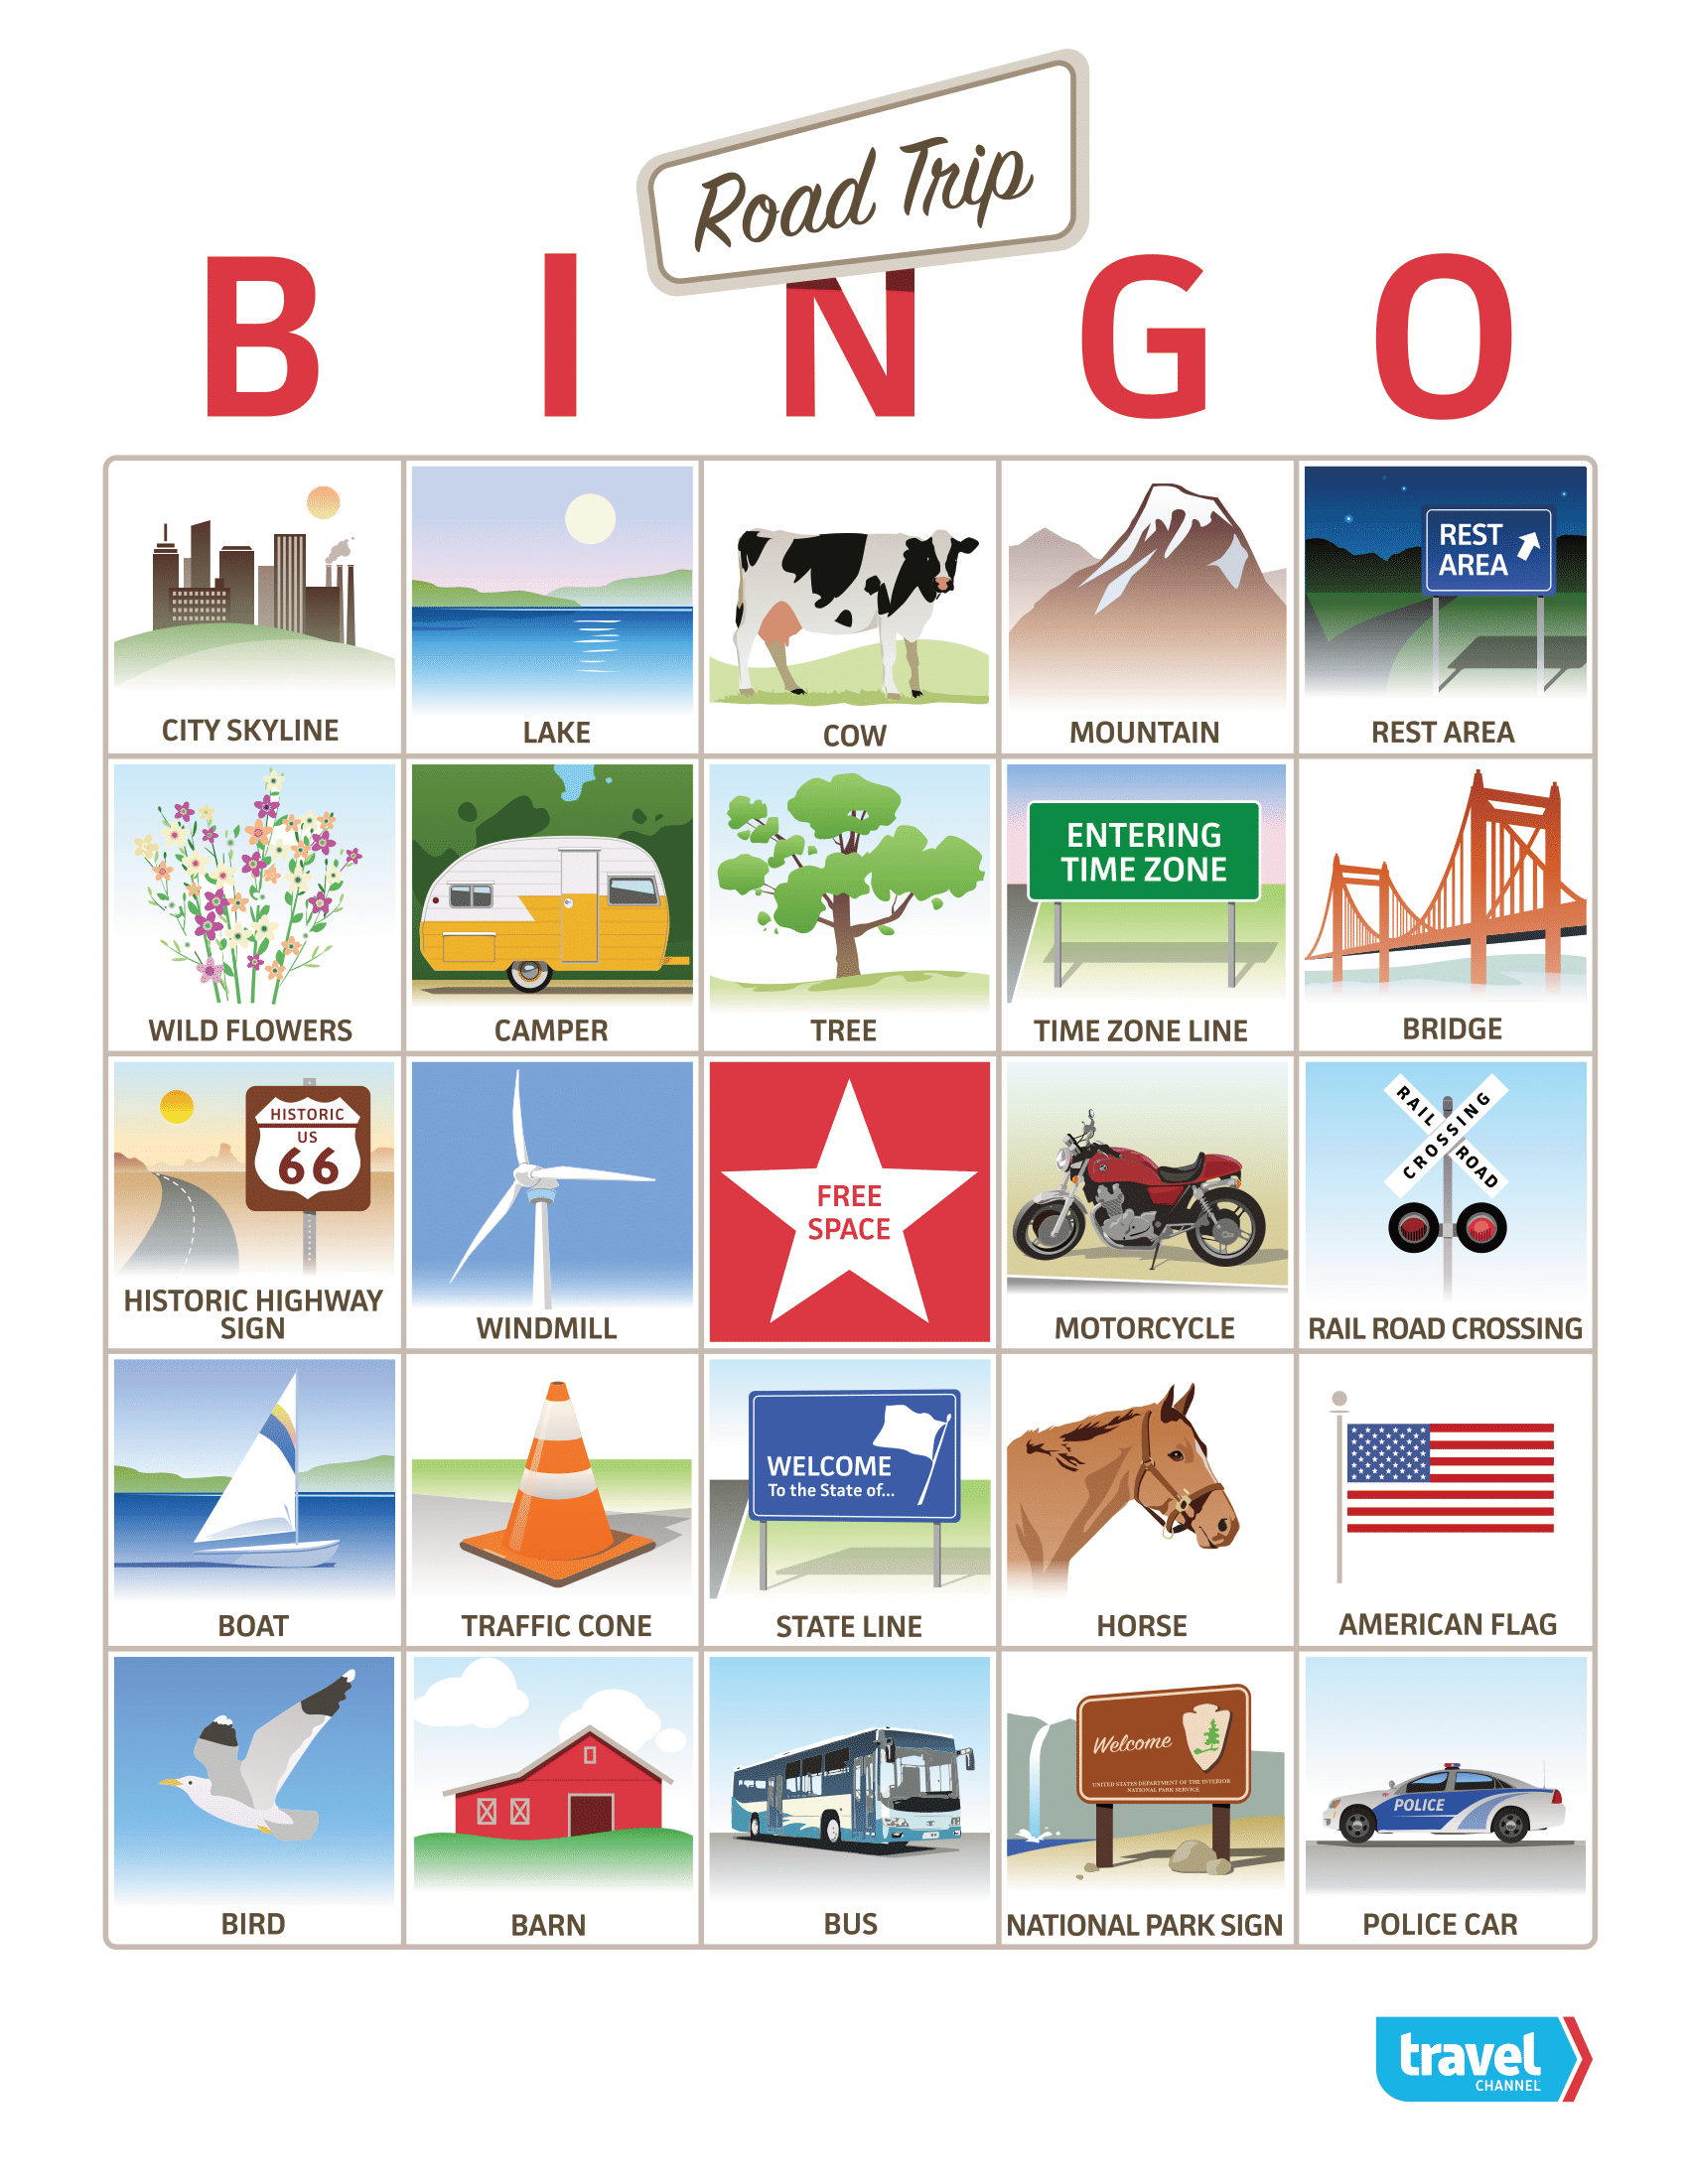 Road Trip
B I N G O
REST
AREA
CITY SKYLINE
LAKE
COW
MOUNTAIN
REST AREA
ENTERING
TIME ZONE
WILD FLOWERS
CAMPER
TREE
TIME ZONE LINE
BRIDGE
HISTORIC
US
66
FREE
SPACE
RAIL ROAD
CROSSING
HISTORIC HIGHWAY
SIGN
WINDMILL
MOTORCYCLE
RAIL ROAD CROSSING
WELCOME
To the State of...
BOAT
TRAFFIC CONE
STATE LINE
HORSE
AMERICAN FLAG
Welcome
UNITED STATES DEPARTMENT OF THE INTERIOR
NATIONAL PARK SERVICE
POLICE
BIRD
BARN
BUS
NATIONAL PARK SIGN
POLICE CAR
travel
CHANNEL